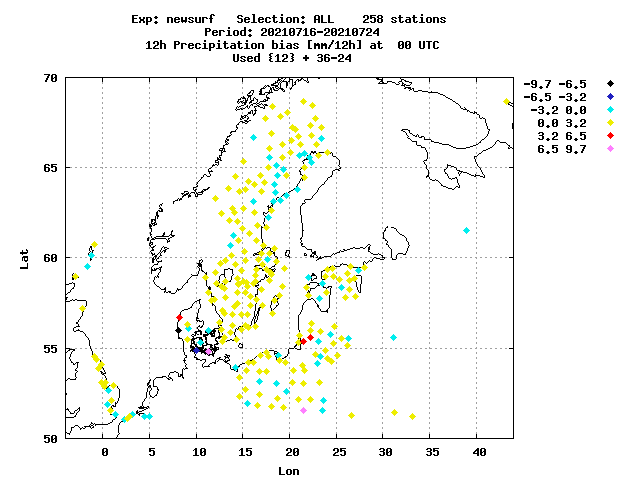 Exp: newsurf   Selection: ALL    258 stations
Period: 20210716-20210724
12h Precipitation bias [mm/12h] at  00 UTC
Used {12} + 36-24
-9.7 -6.5
-6.5 -3.2
-3.2 0.0
0.0 3.2
3.2 6.5
6.5 9.7
70
65
60
55
50
Lat
0 5 10 15 20 25 30 35 40
Lon